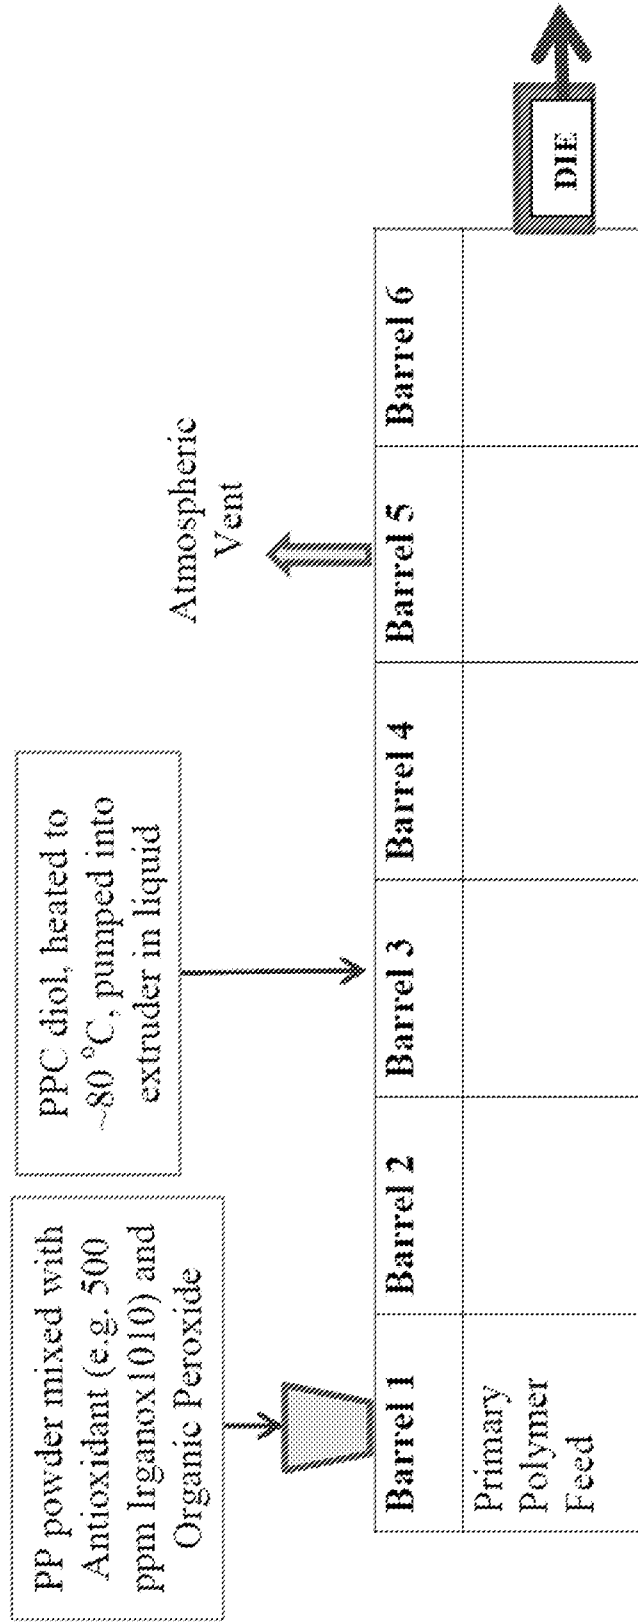 PP powder mixed with
Antioxidant (e.g. 500
ppm Irganox1010) and
Organic Peroxide
PPC diol, heated to
~80 °C, pumped into
extruder in liquid
Atmospheric
Vent
Barrel 1
Barrel 2
Barrel 3
Barrel 4
Barrel 5
Barrel 6
Primary
Polymer
Feed
DIE